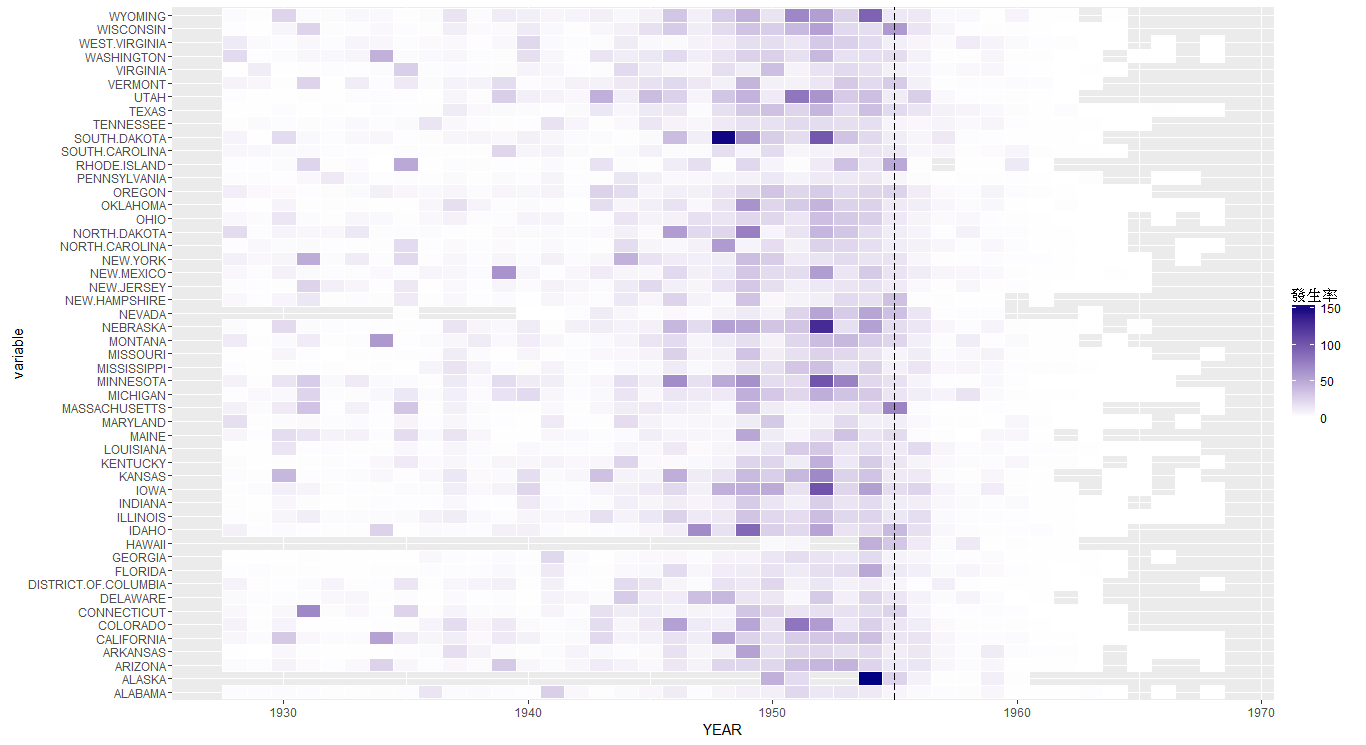 WYOMING
WISCONSIN
WEST.VIRGINIA
WASHINGTON
VIRGINIA
VERMONT
UTAH
TEXAS
TENNESSEE
SOUTH.DAKOTA
SOUTH.CAROLINA
RHODE.ISLAND
PENNSYLVANIA
OREGON
OKLAHOMA
OHIO
NORTH.DAKOTA
NORTH.CAROLINA
NEW.YORK
NEW.MEXICO
NEW.JERSEY
NEW.HAMPSHIRE
NEVADA
NEBRASKA
MONTANA
MISSOURI
MISSISSIPPI
MINNESOTA
MICHIGAN
MASSACHUSETTS
MARYLAND
MAINE
LOUISIANA
KENTUCKY
KANSAS
IOWA
INDIANA
ILLINOIS
IDAHO
HAWAII
GEORGIA
FLORIDA
DISTRICT.OF.COLUMBIA
DELAWARE
CONNECTICUT
COLORADO
CALIFORNIA
ARKANSAS
ARIZONA
ALASKA
ALABAMA
variable
1930 1940 1950 1960 1970
YEAR
發生率
150
100
50
0